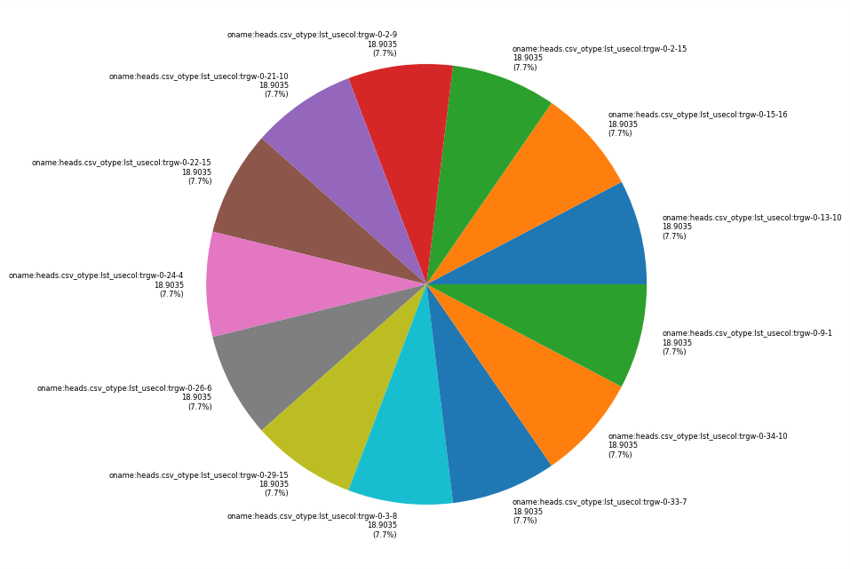 oname:heads.csv_otype:lst_usecol:trgw-0-2-9
18.9035
(7.7%)
oname:heads.csv_otype:lst_usecol:trgw-0-2-15
18.9035
(7.7%)
oname:heads.csv_otype:lst_usecol:trgw-0-21-10
18.9035
(7.7%)
oname:heads.csv_otype:lst_usecol:trgw-0-15-16
18.9035
(7.7%)
oname:heads.csv_otype:lst_usecol:trgw-0-22-15
18.9035
(7.7%)
oname:heads.csv_otype:lst_usecol:trgw-0-13-10
18.9035
(7.7%)
oname:heads.csv_otype:lst_usecol:trgw-0-24-4
18.9035
(7.7%)
oname:heads.csv_otype:lst_usecol:trgw-0-9-1
18.9035
(7.7%)
oname:heads.csv_otype:lst_usecol:trgw-0-26-6
18.9035
(7.7%)
oname:heads.csv_otype:lst_usecol:trgw-0-34-10
18.9035
(7.7%)
oname:heads.csv_otype:lst_usecol:trgw-0-29-15
18.9035
(7.7%)
oname:heads.csv_otype:lst_usecol:trgw-0-33-7
18.9035
(7.7%)
oname:heads.csv_otype:lst_usecol:trgw-0-3-8
18.9035
(7.7%)